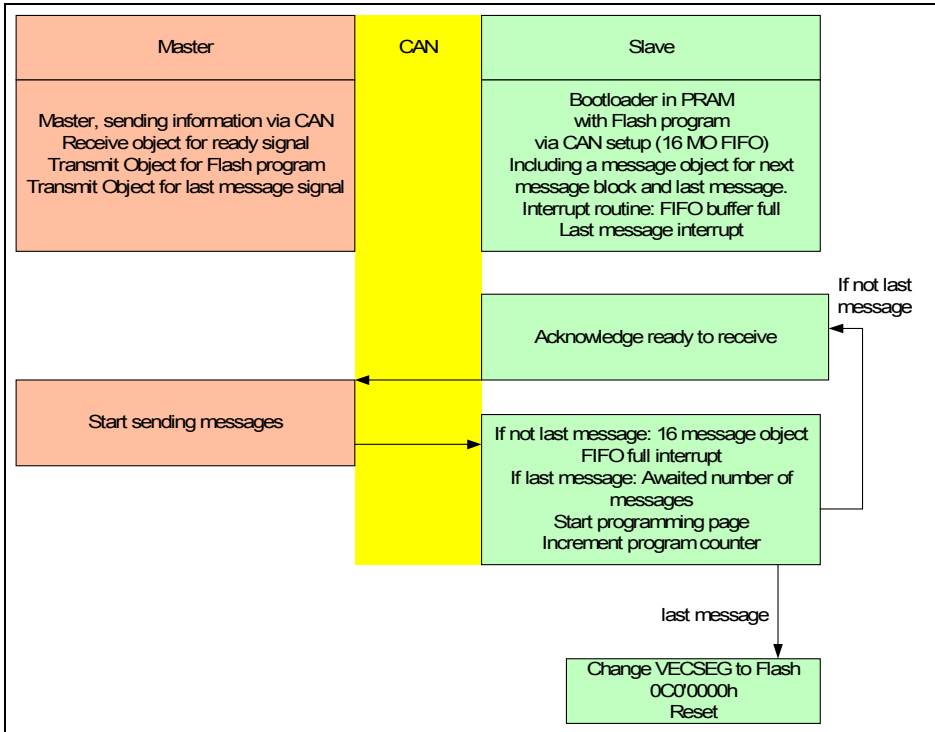 Master
CAN
Slave
Master, sending information via CAN
Receive object for ready signal
Transmit Object for Flash program
Transmit Object for last message signal
Bootloader in PRAM
with Flash program
via CAN setup (16 MO FIFO)
Including a message object for next
message block and last message.
Interrupt routine: FIFO buffer full
Last message interrupt
If not last
message
Acknowledge ready to receive
Start sending messages
If not last message: 16 message object
FIFO full interrupt
If last message: Awaited number of
messages
Start programming page
Increment program counter
last message
Change VECSEG to Flash
0C0'0000h
Reset